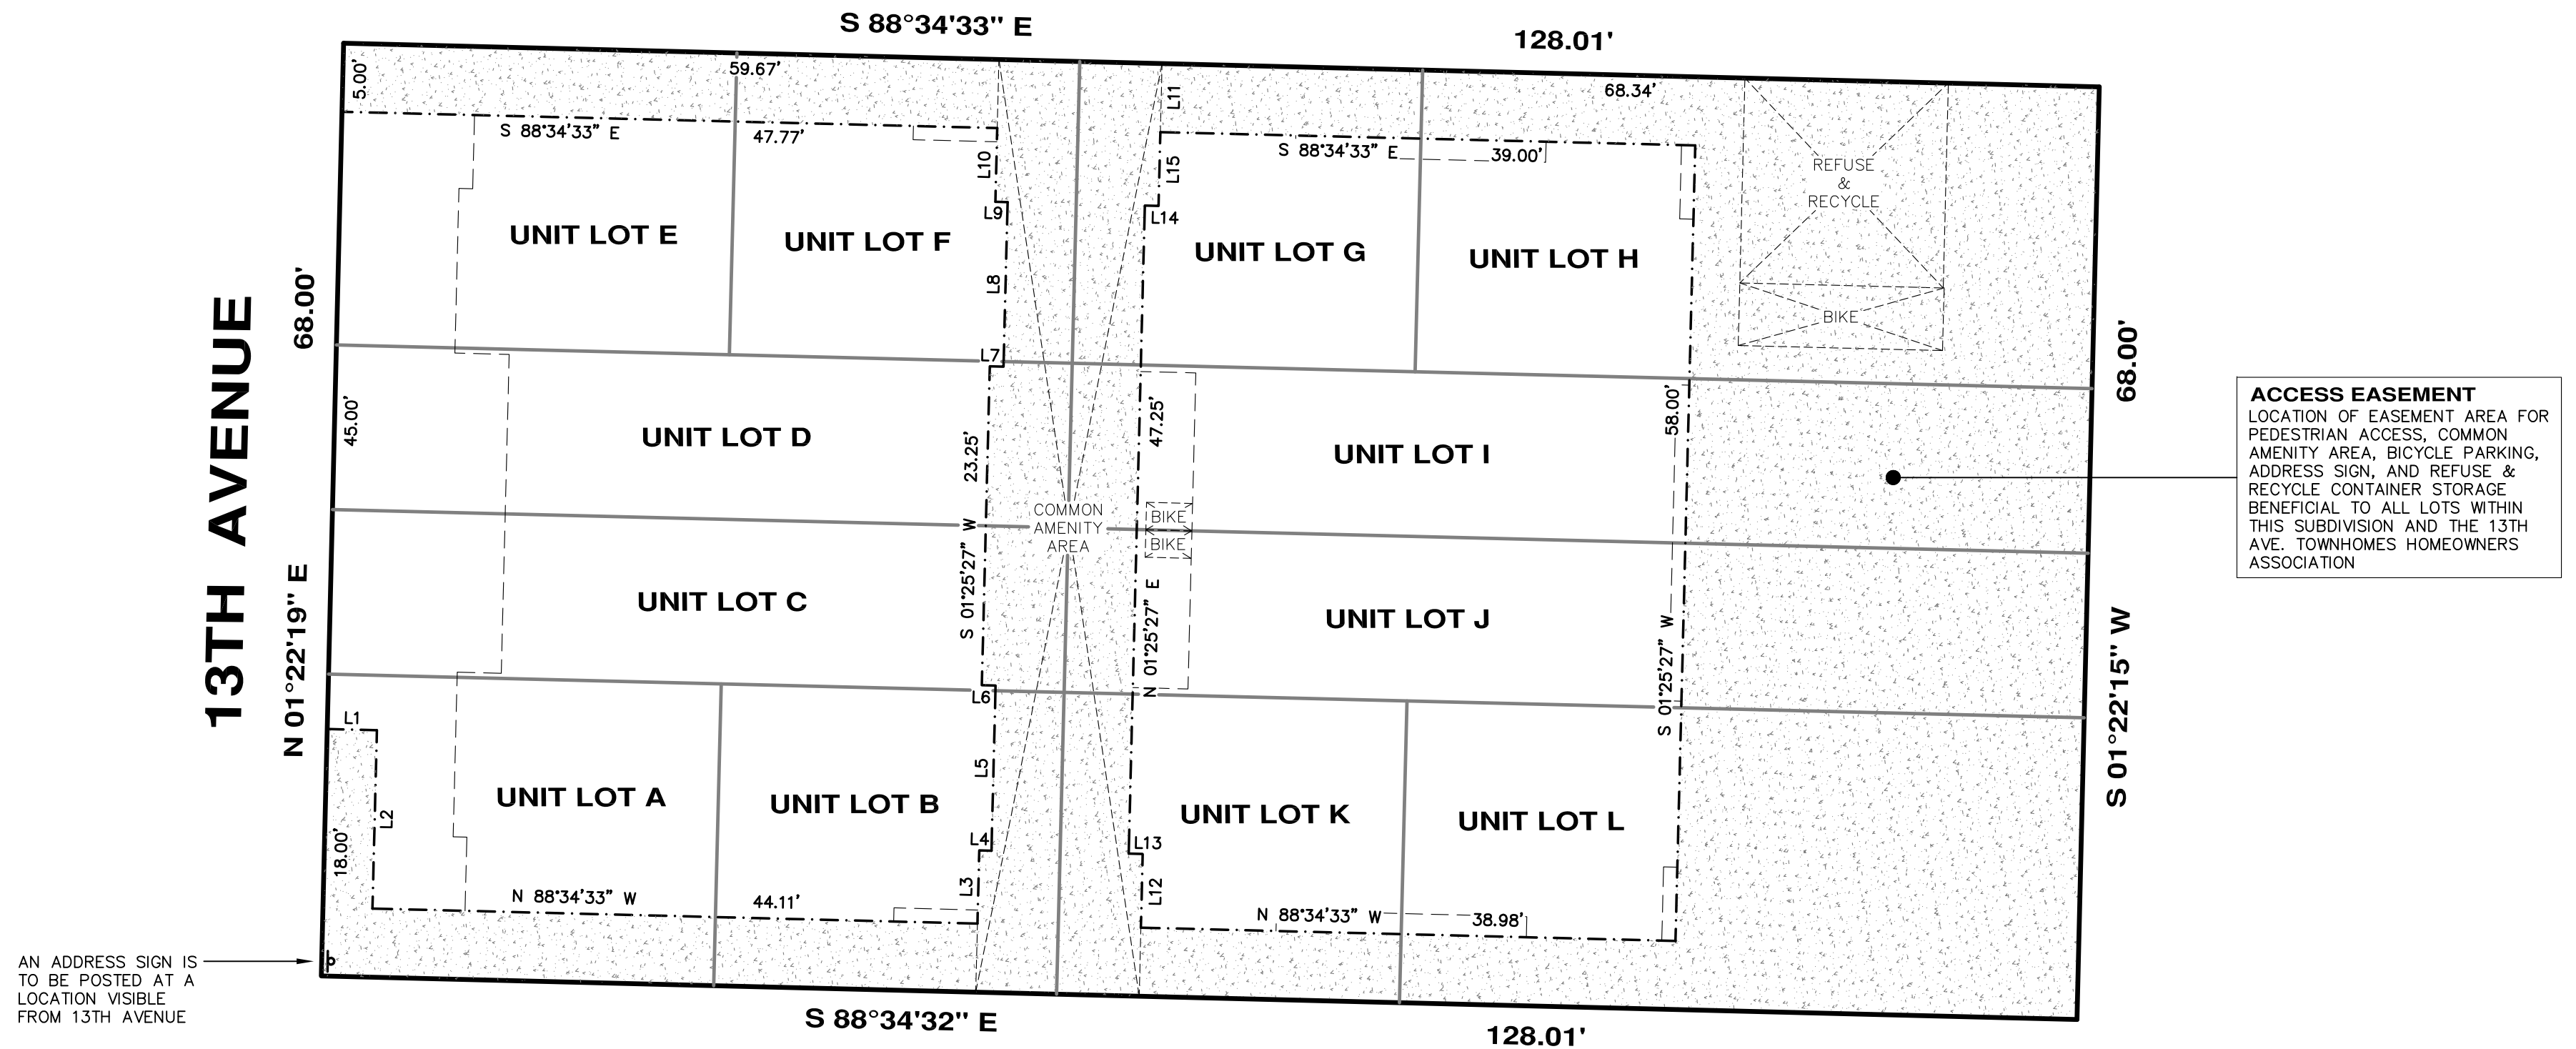 S 88°34'33" E
128.01'
5.00'
59.67'
68.34'
L11
S 88°34'33" E
47.77'
L10
L9
L15
L14
S 88°34'33" E
39.00'
REFUSE
&
RECYCLE
BIKE
UNIT LOT E
UNIT LOT F
UNIT LOT G
UNIT LOT H
L8
L7
13TH AVENUE
68.00'
N 01°22'19" E
45.00'
UNIT LOT D
23.25'
S 01°25'27" W
COMMON
AMENITY
AREA
47.25'
N 01°25'27" E
BIKE
BIKE
UNIT LOT I
58.00'
S 01°25'27" W
68.00'
S 01°22'15" W
ACCESS EASEMENT
LOCATION OF EASEMENT AREA FOR
PEDESTRIAN ACCESS, COMMON
AMENITY AREA, BICYCLE PARKING,
ADDRESS SIGN, AND REFUSE &
RECYCLE CONTAINER STORAGE
BENEFICIAL TO ALL LOTS WITHIN
THIS SUBDIVISION AND THE 13TH
AVE. TOWNHOMES HOMEOWNERS
ASSOCIATION
UNIT LOT C
UNIT LOT J
L6
L1
L2
18.00'
UNIT LOT A
UNIT LOT B
L5
L4
L3
UNIT LOT K
UNIT LOT L
L13
L12
N 88°34'33" W
44.11'
N 88°34'33" W
38.98'
AN ADDRESS SIGN IS
TO BE POSTED AT A
LOCATION VISIBLE
FROM 13TH AVENUE
S 88°34'32" E
128.01'